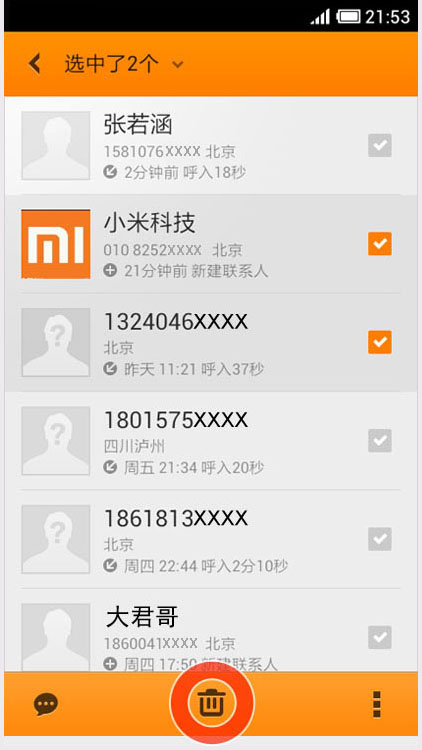 21:53
选中了2个
张若涵
1581076XXXX 北京
2分钟前 呼入18秒
小米科技
010 8252XXXX 北京
21分钟前 新建联系人
1324046XXXX
北京
昨天 11:21 呼入37秒
1801575XXXX
四川泸州
周五 21:34 呼入20秒
1861813XXXX
北京
周四 22:44 呼入2分10秒
大君哥
1860041XXXX 北京
周四 17:50 新建联系人